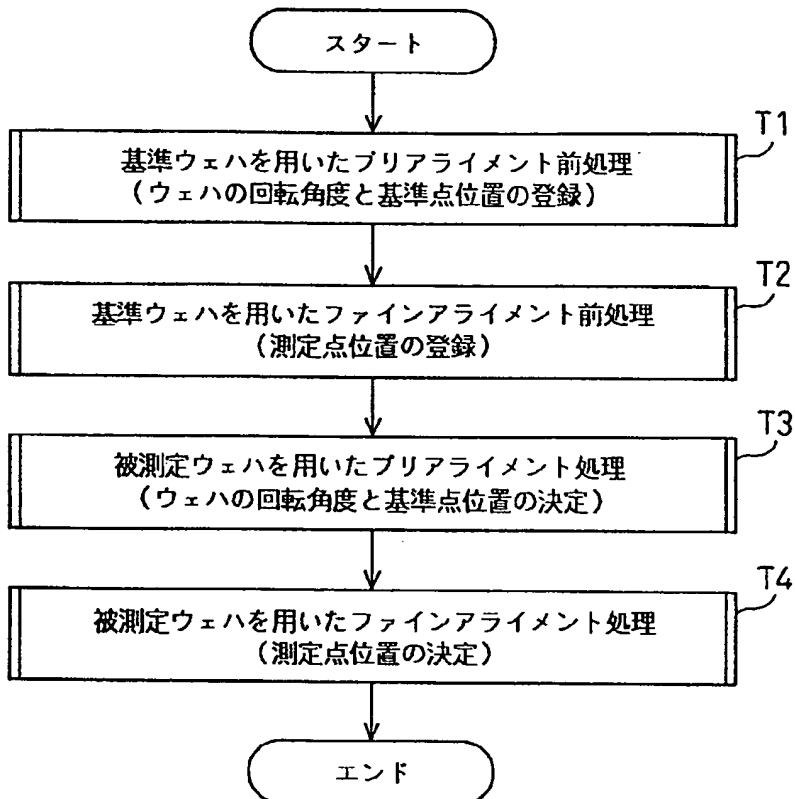 スタート
T1
基準ウェハを用いたプリアライメント前処理
(ウェハの回転角度と基準点位置の登録)
T2
基準ウェハを用いたファインアライメント前処理
(測定点位置の登録)
T3
被測定ウェハを用いたプリアライメント処理
(ウェハの回転角度と基準点位置の決定)
T4
被測定ウェハを用いたファインアライメント処理
(測定点位置の決定)
エンド